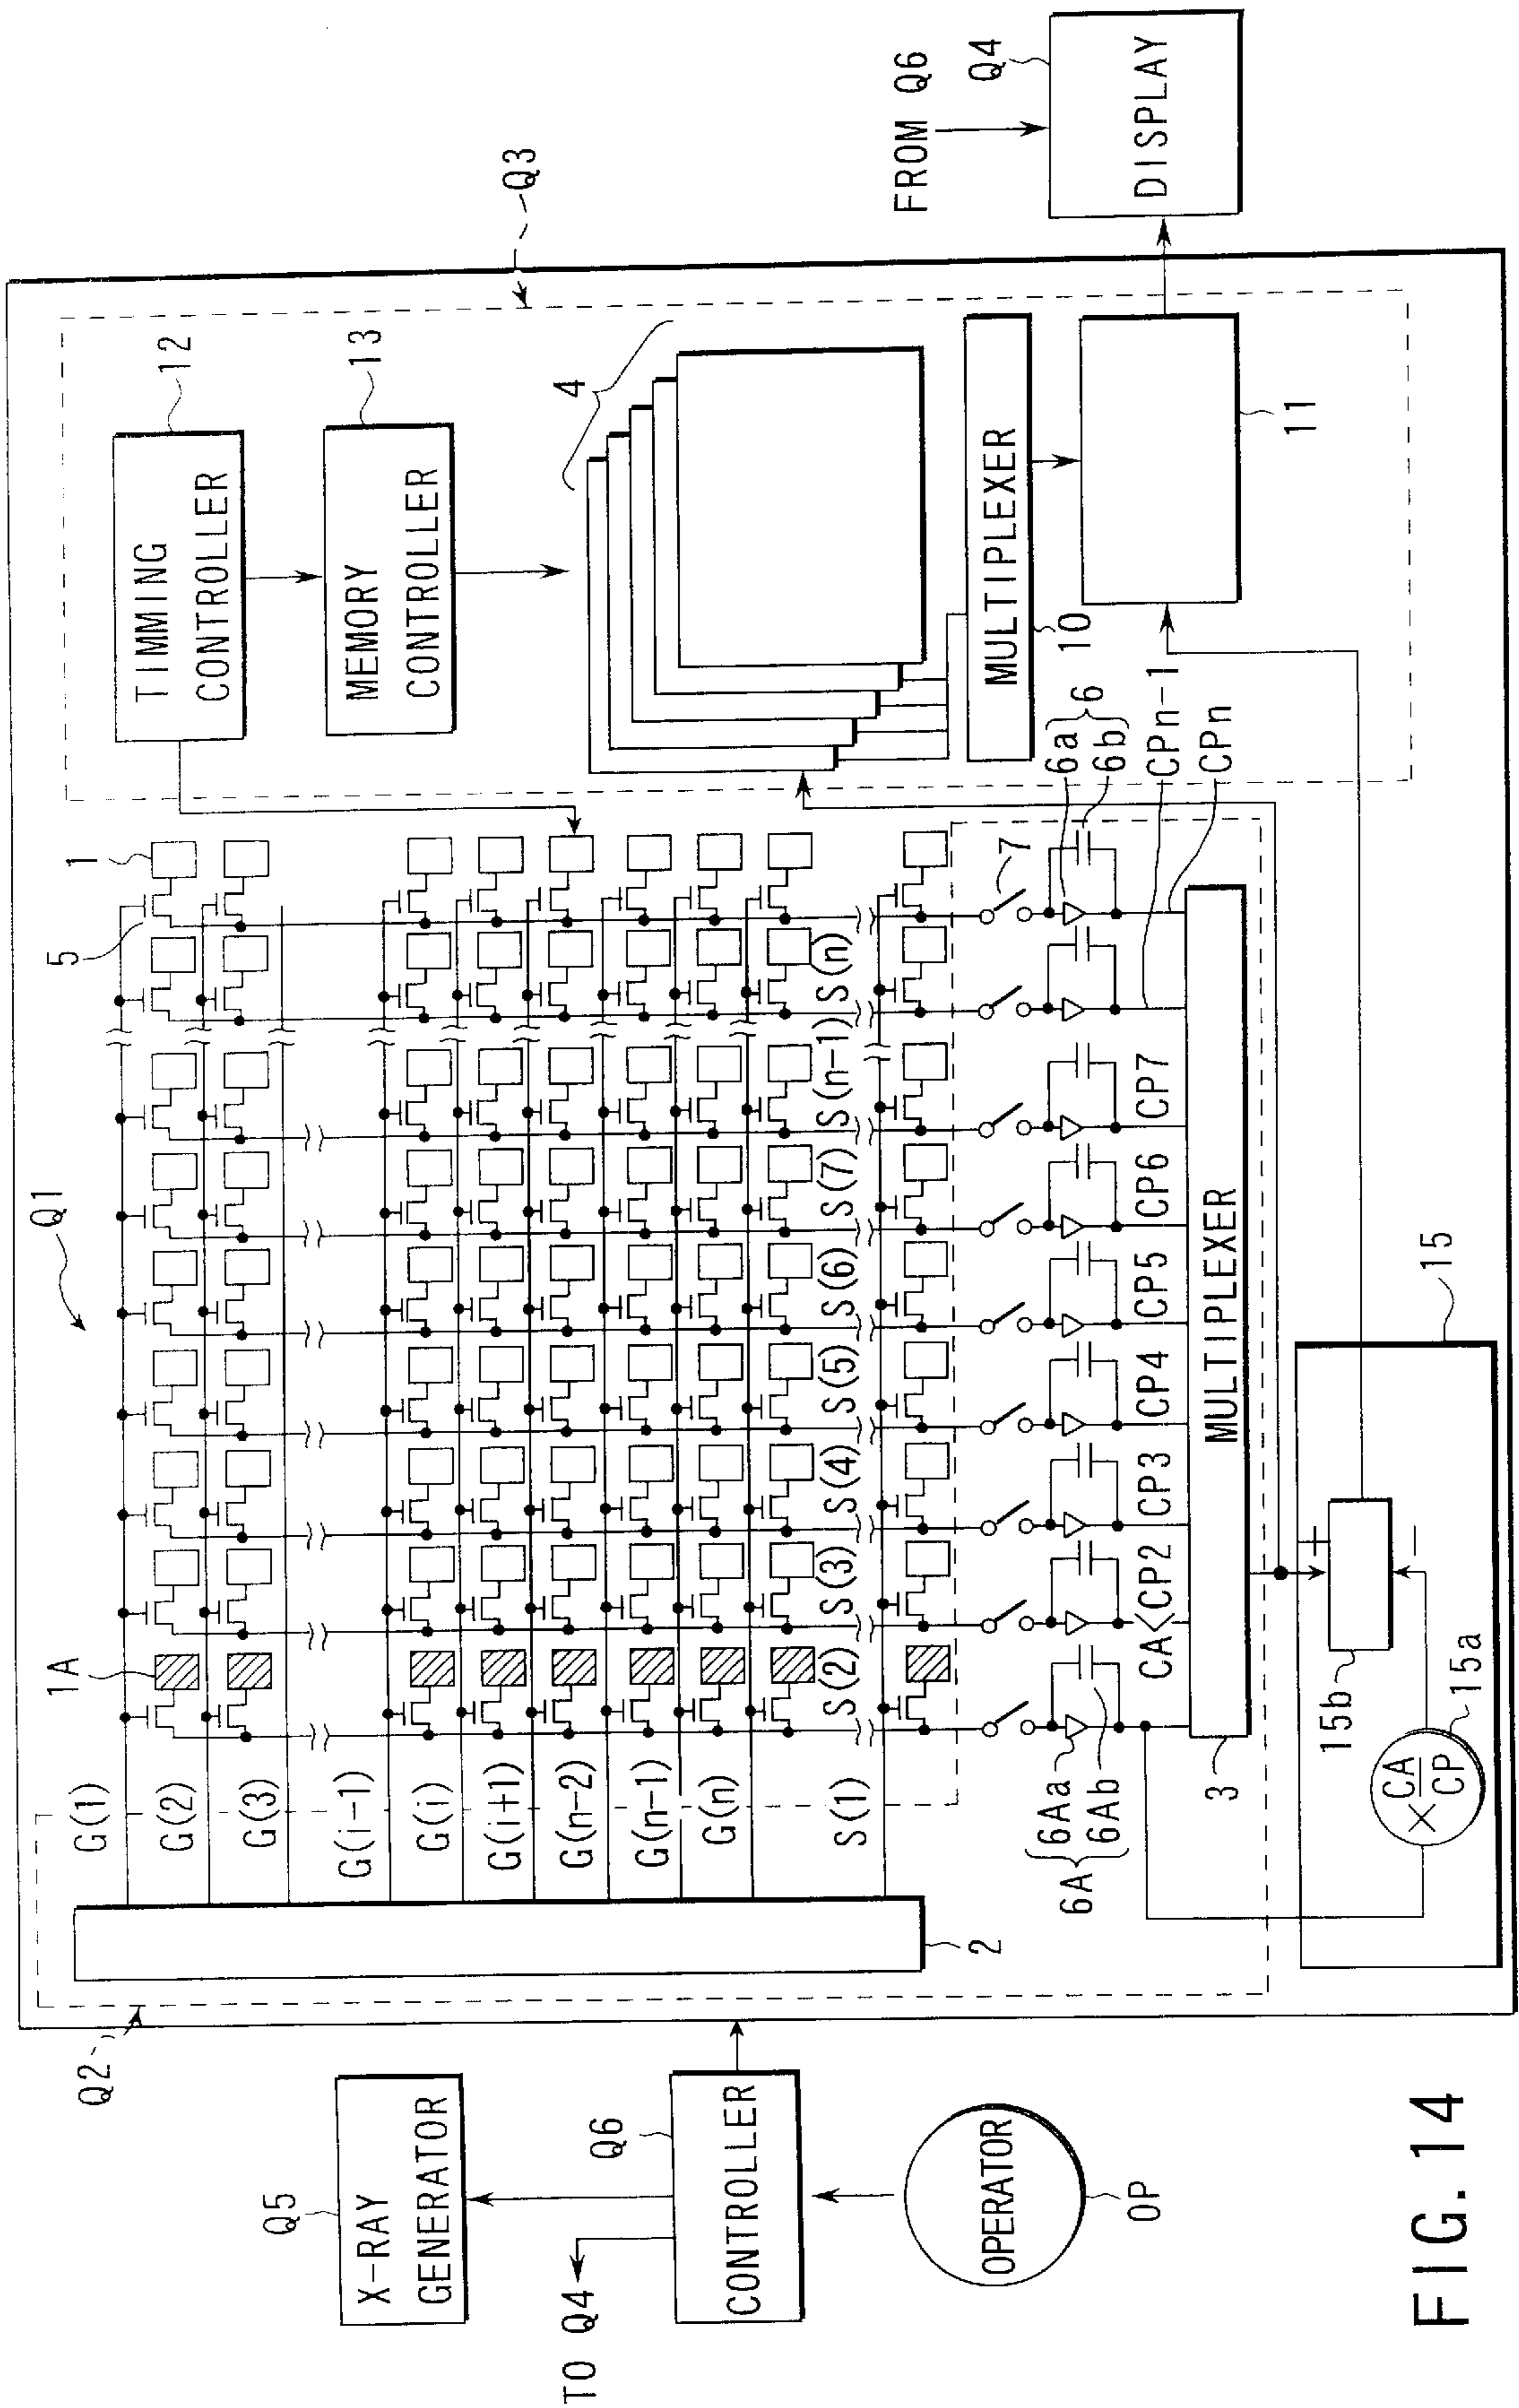 Q5
X-RAY
GENERATOR
TO Q4
Q6
CONTROLLER
OPERATOR
OP
Q2
Q1
2
G(1)
G(2)
G(3)
G(i-1)
G(i)
G(i+1)
G(n-2)
G(n-1)
G(n)
S(1)
S(2)
S(3)
S(4)
S(5)
S(6)
S(7)
S(n-1)
S(n)
1A
5
1
7
6Aa
6A
6Ab
CA<CP2
CP3
CP4
CP5
CP6
CP7
6a
6
6b
CPn-1
CPn
MULTIPLEXER
3
15
15b
15a
× CA
CP
+
−
Q3
TIMMING
CONTROLLER
12
MEMORY
CONTROLLER
13
4
MULTIPLEXER
10
11
FROM Q6
Q4
DISPLAY
FIG. 14